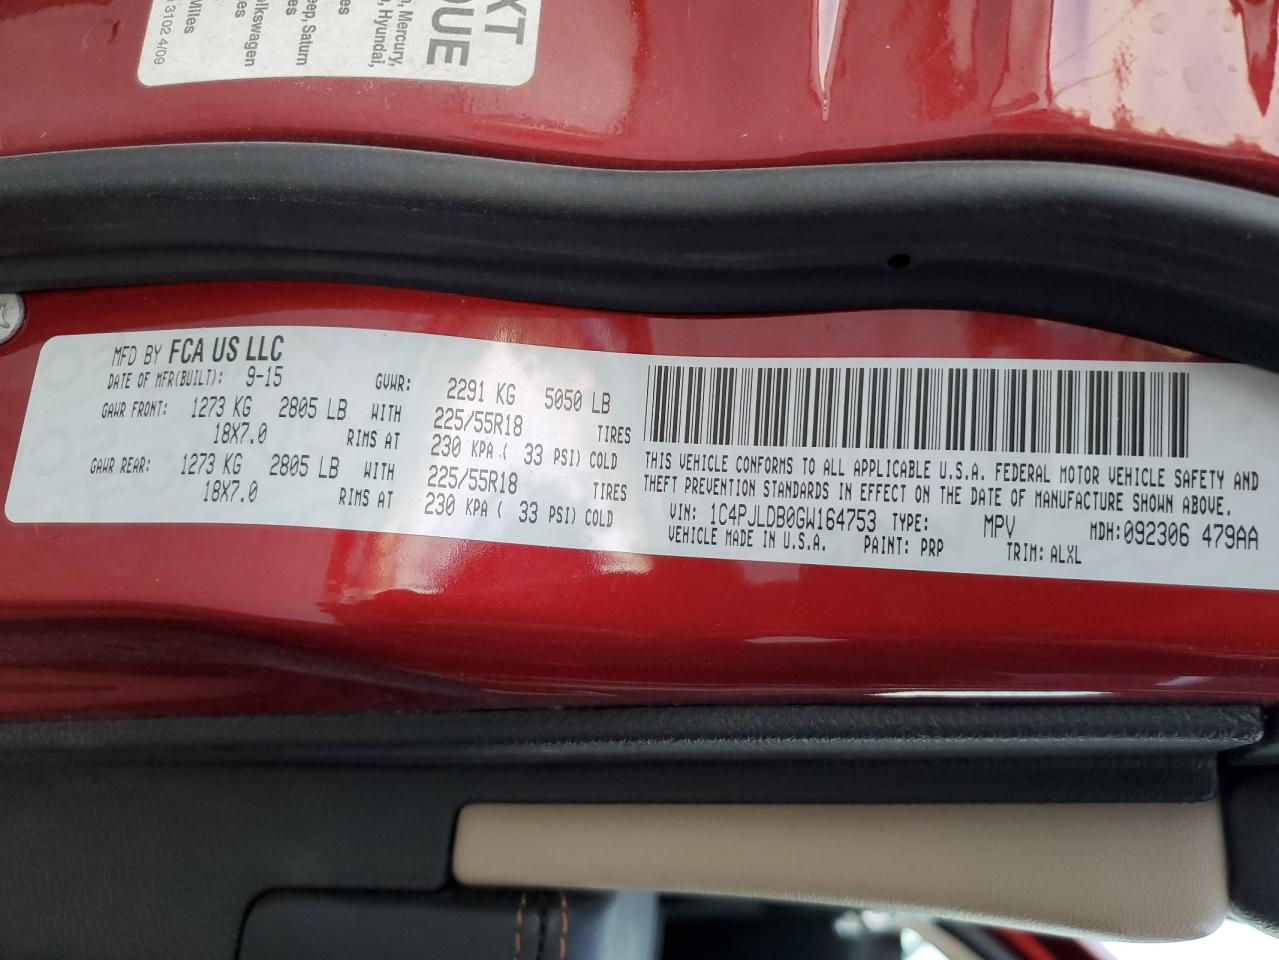 XT
QUE
, Mercury,
, Hyundai,
eep, Saturn
es
olkswagen
es
Miles
3102 4/09
MFD BY FCA US LLC
DATE OF MFR(BUILT): 9-15 GVWR: 2291 KG 5050 LB
GAWR FRONT: 1273 KG 2805 LB WITH 225/55R18 TIRES
18X7.0 RIMS AT 230 KPA ( 33 PSI) COLD
GAWR REAR: 1273 KG 2805 LB WITH 225/55R18 TIRES
18X7.0 RIMS AT 230 KPA ( 33 PSI) COLD
THIS VEHICLE CONFORMS TO ALL APPLICABLE U.S.A. FEDERAL MOTOR VEHICLE SAFETY AND
THEFT PREVENTION STANDARDS IN EFFECT ON THE DATE OF MANUFACTURE SHOWN ABOVE.
VIN: 1C4PJLDB0GW164753 TYPE: MPV MDH:092306 479AA
VEHICLE MADE IN U.S.A. PAINT: PRP TRIM: ALXL